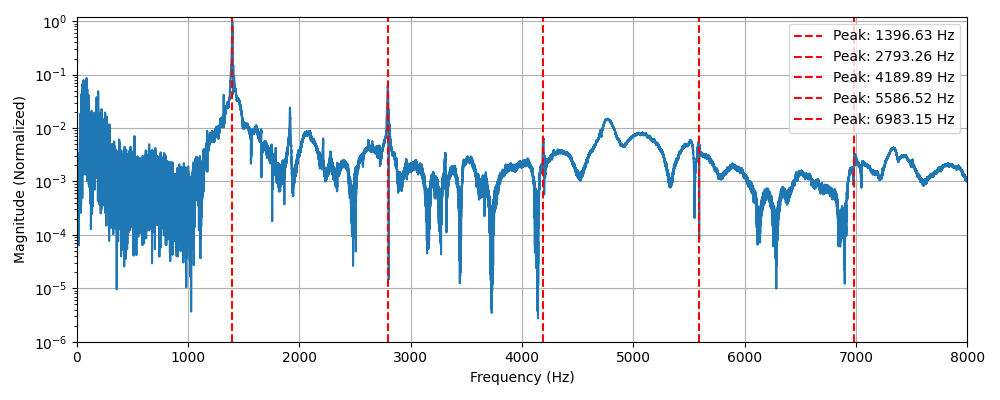 10⁰
10⁻¹
10⁻²
10⁻³
10⁻⁴
10⁻⁵
10⁻⁶
Magnitude (Normalized)
Peak: 1396.63 Hz
Peak: 2793.26 Hz
Peak: 4189.89 Hz
Peak: 5586.52 Hz
Peak: 6983.15 Hz
0 1000 2000 3000 4000 5000 6000 7000 8000
Frequency (Hz)